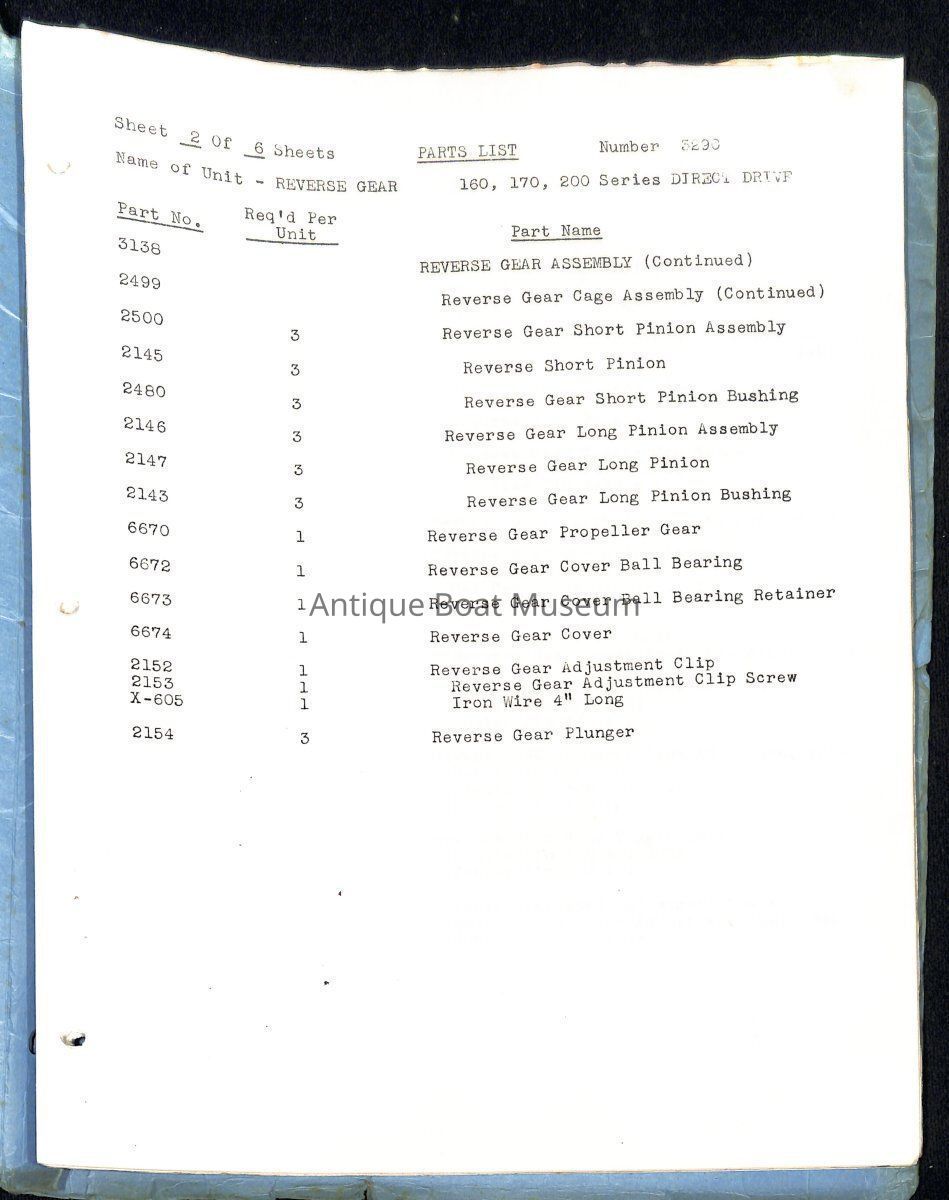 Sheet 2 Of 6 Sheets PARTS LIST Number 3290
Name of Unit - REVERSE GEAR 160, 170, 200 Series DIRECT DRIVE
Part No. Req'd Per Unit Part Name
3138 REVERSE GEAR ASSEMBLY (Continued)
2499 Reverse Gear Cage Assembly (Continued)
2500 3 Reverse Gear Short Pinion Assembly
2145 3 Reverse Short Pinion
2480 3 Reverse Gear Short Pinion Bushing
2146 3 Reverse Gear Long Pinion Assembly
2147 3 Reverse Gear Long Pinion
2143 3 Reverse Gear Long Pinion Bushing
6670 1 Reverse Gear Propeller Gear
6672 1 Reverse Gear Cover Ball Bearing
6673 1 Reverse Gear Cover Ball Bearing Retainer
Antique Boat Museum
6674 1 Reverse Gear Cover
2152 1 Reverse Gear Adjustment Clip
2153 1 Reverse Gear Adjustment Clip Screw
X-605 1 Iron Wire 4" Long
2154 3 Reverse Gear Plunger